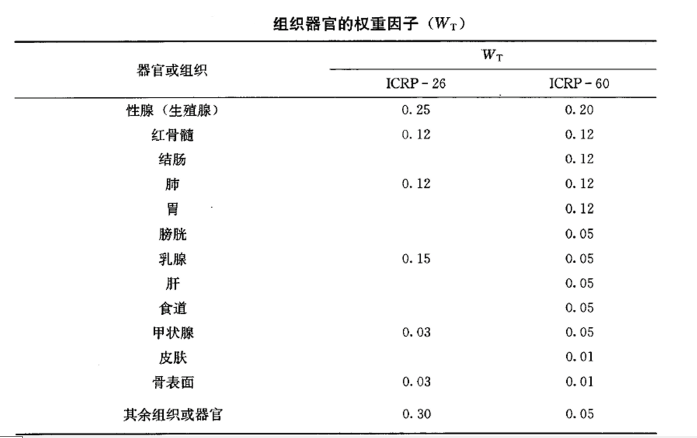 组织器官的权重因子（WT）
器官或组织 WT
ICRP-26 ICRP-60
性腺（生殖腺） 0.25 0.20
红骨髓 0.12 0.12
结肠 0.12
肺 0.12 0.12
胃 0.12
膀胱 0.05
乳腺 0.15 0.05
肝 0.05
食道 0.05
甲状腺 0.03 0.05
皮肤 0.01
骨表面 0.03 0.01
其余组织或器官 0.30 0.05